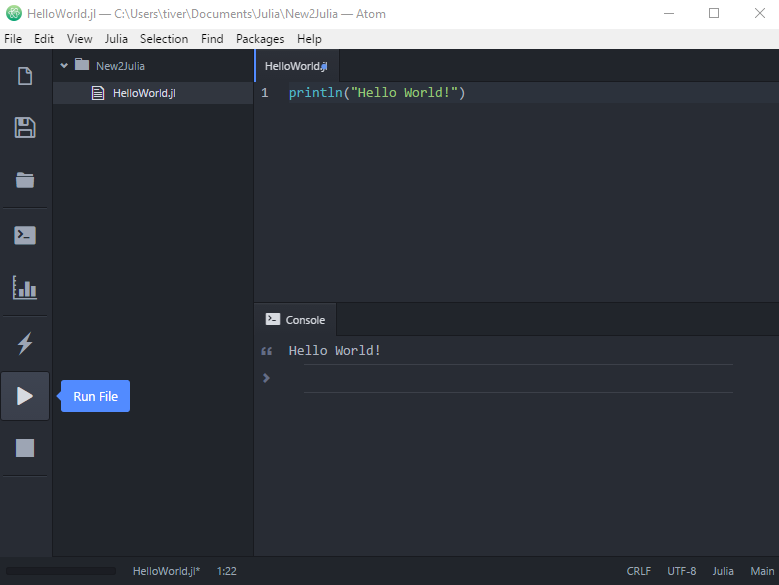 HelloWorld.jl — C:\Users\tiver\Documents\Julia\New2Julia — Atom
File Edit View Julia Selection Find Packages Help
New2Julia
HelloWorld.jl
HelloWorld.jl
1 println("Hello World!")
Console
Hello World!
Run File
HelloWorld.jl* 1:22 CRLF UTF-8 Julia Main